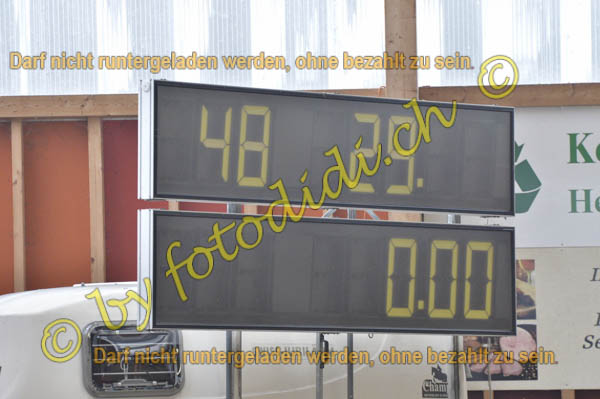 Darf nicht runtergeladen werden, ohne bezahlt zu sein.
48 29.
0.00
© by fotodidi.ch ©
Darf nicht runtergeladen werden, ohne bezahlt zu sein.
Champ